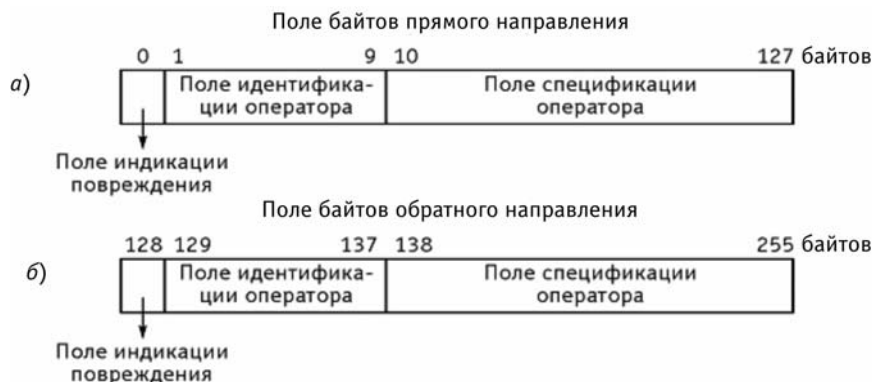 Поле байтов прямого направления
0 1 9 10 127 байтов
а)
Поле идентифика-
ции оператора
Поле спецификации
оператора
Поле индикации
повреждения
Поле байтов обратного направления
128 129 137 138 255 байтов
б)
Поле идентифика-
ции оператора
Поле спецификации
оператора
Поле индикации
повреждения